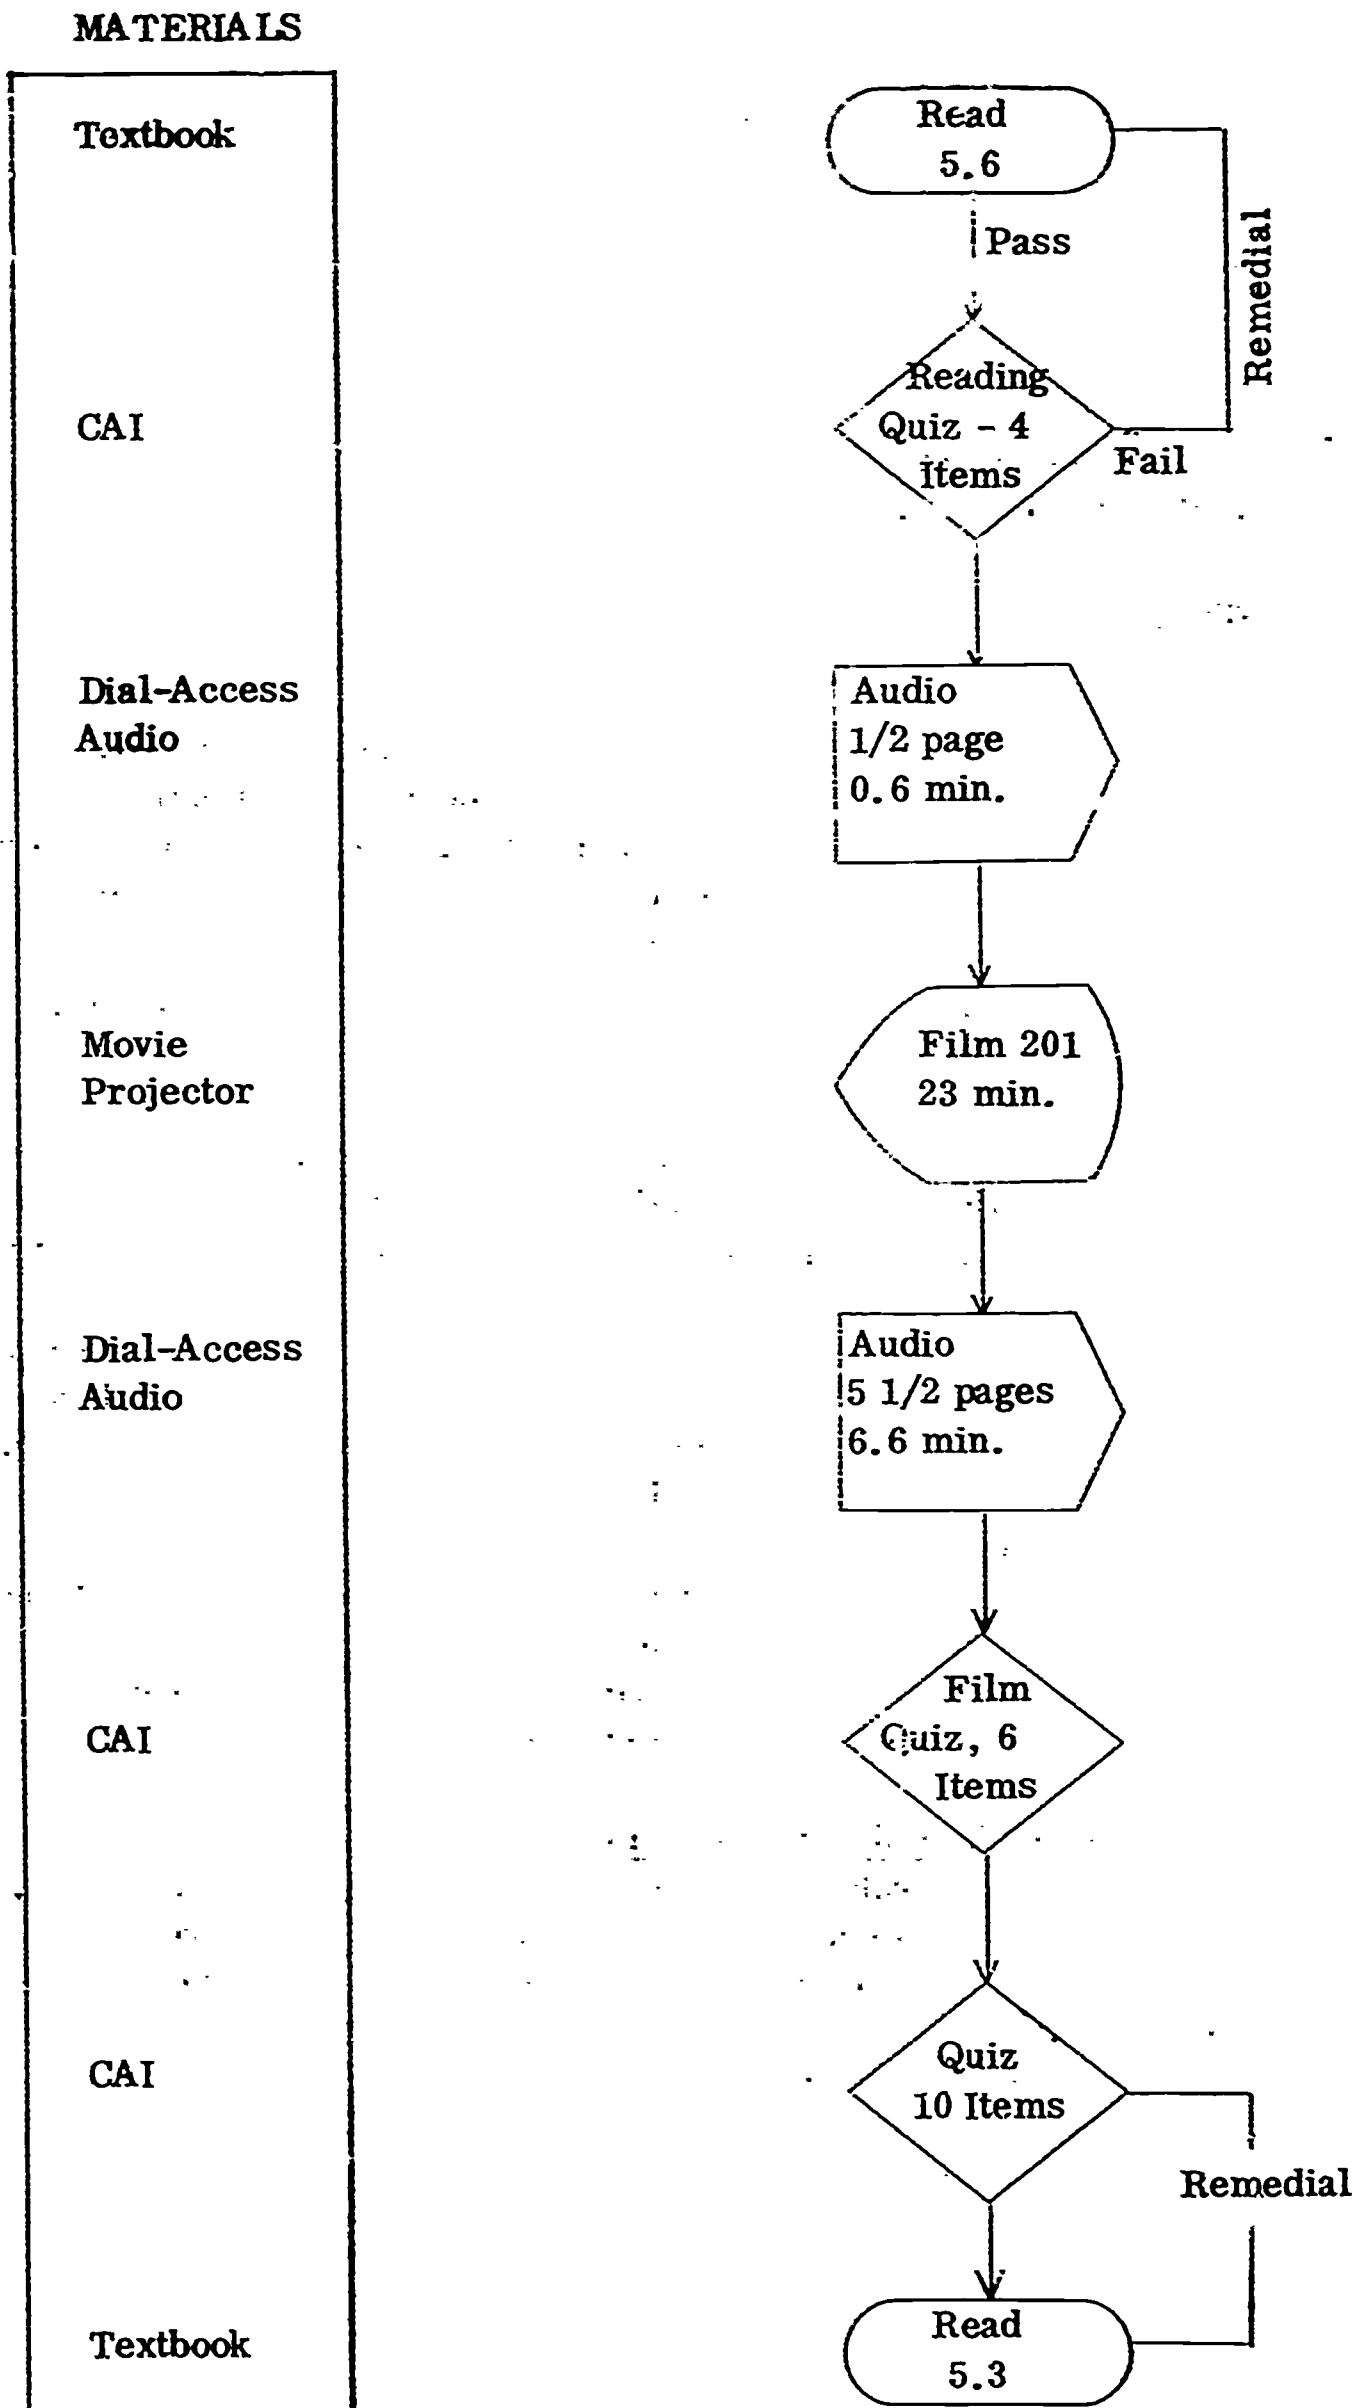 MATERIALS
Textbook
Read
5.6
Pass
Remedial
CAI
Reading
Quiz - 4
Items
Fail
Dial-Access
Audio
Audio
1/2 page
0.6 min.
Movie
Projector
Film 201
23 min.
Dial-Access
Audio
Audio
5 1/2 pages
6.6 min.
CAI
Film
Quiz, 6
Items
CAI
Quiz
10 Items
Remedial
Textbook
Read
5.3